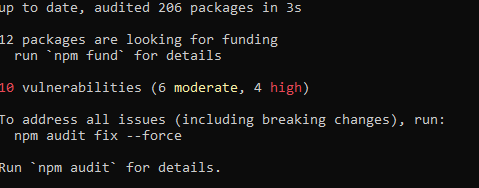 up to date, audited 206 packages in 3s
12 packages are looking for funding
run `npm fund` for details
10 vulnerabilities (6 moderate, 4 high)
To address all issues (including breaking changes), run:
npm audit fix --force
Run `npm audit` for details.